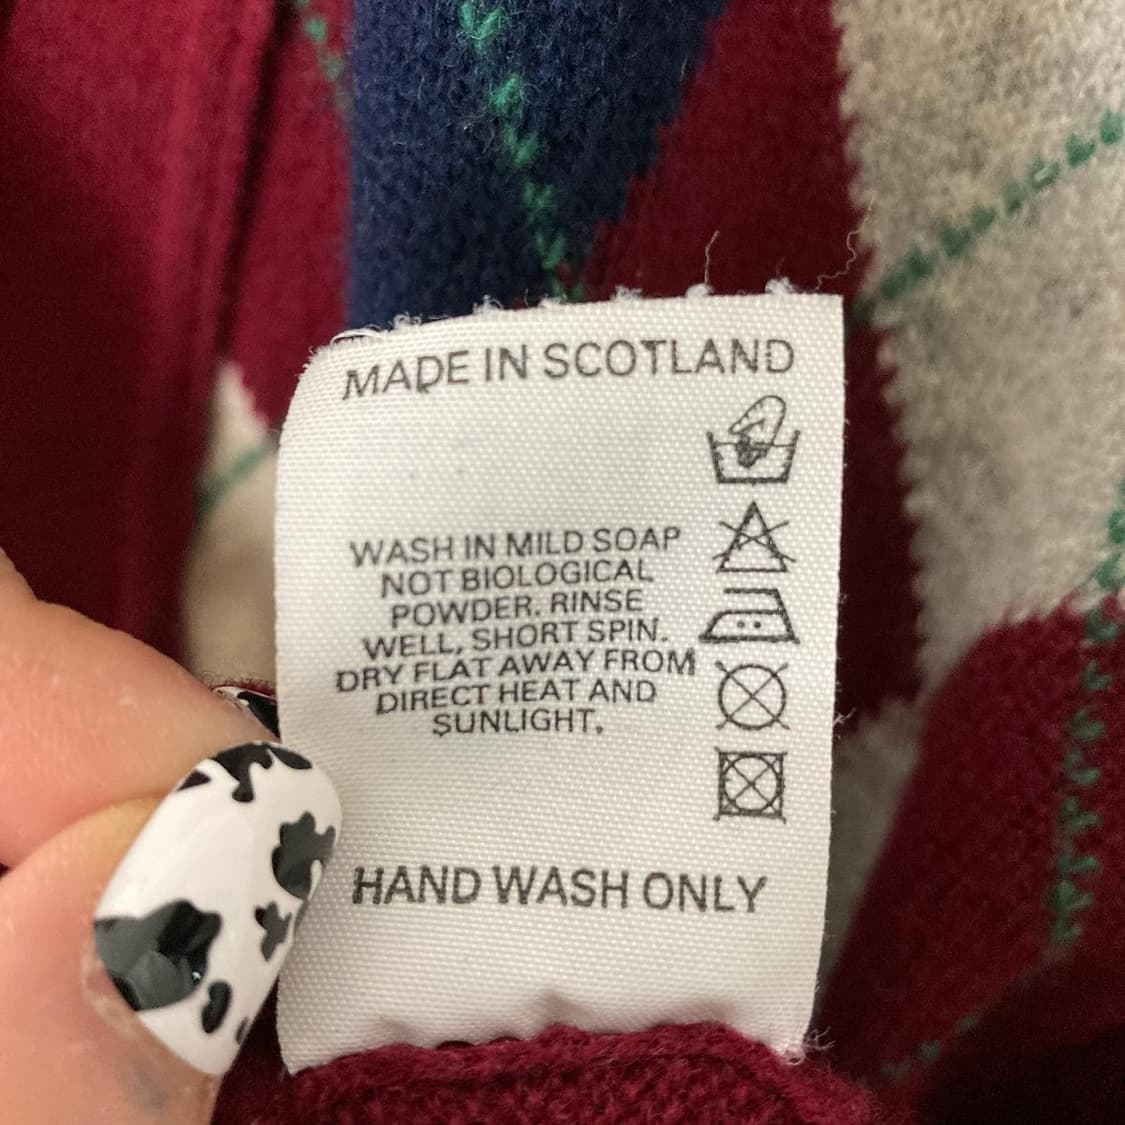 MADE IN SCOTLAND
WASH IN MILD SOAP
NOT BIOLOGICAL
POWDER. RINSE
WELL, SHORT SPIN.
DRY FLAT AWAY FROM
DIRECT HEAT AND
SUNLIGHT.
HAND WASH ONLY